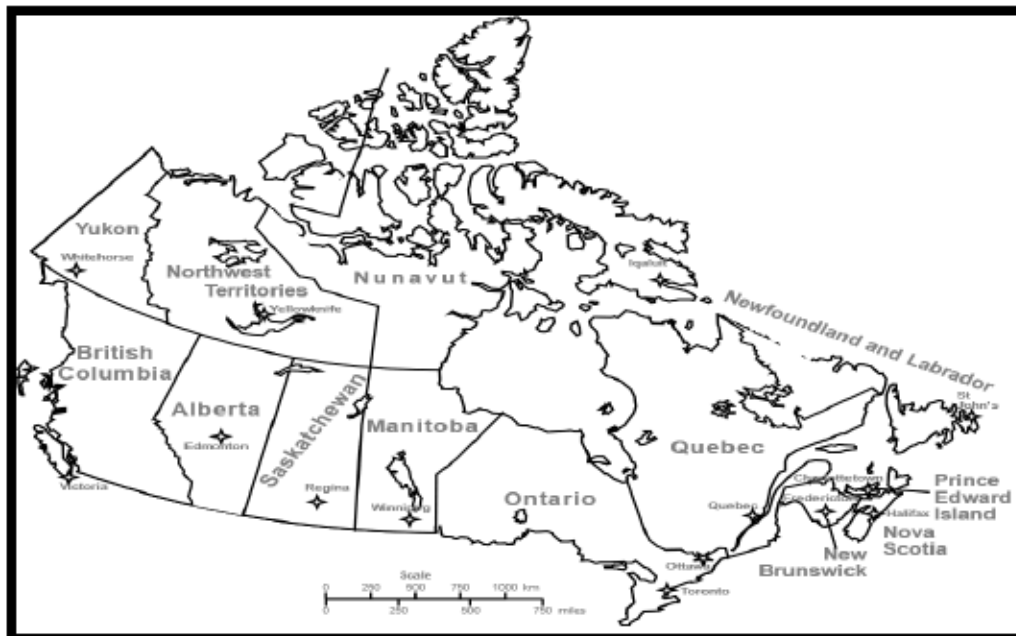 Yukon
Whitehorse
Northwest
Territories
Yellowknife
Nunavut
Iqaluit
Newfoundland and Labrador
St
John's
British
Columbia
Victoria
Alberta
Edmonton
Saskatchewan
Regina
Manitoba
Winnipeg
Ontario
Ottawa
Toronto
Quebec
Quebec
Charlottetown
Fredericton
Halifax
Prince
Edward
Island
Nova
Scotia
New
Brunswick
Scale
0 250 500 750 1000 km
0 250 500 750 miles